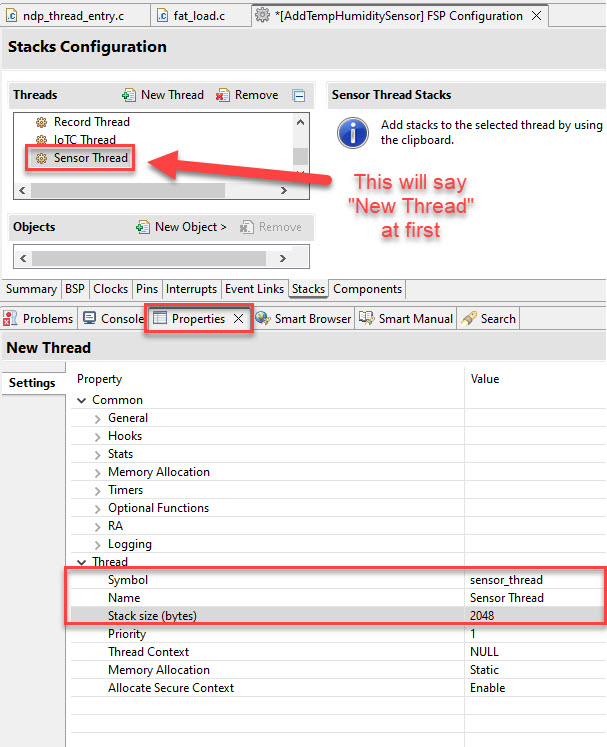 ndp_thread_entry.c fat_load.c *[AddTempHumiditySensor] FSP Configuration
Stacks Configuration
Threads New Thread Remove
Record Thread
IoTC Thread
Sensor Thread
Sensor Thread Stacks
Add stacks to the selected thread by using
the clipboard.
This will say
"New Thread"
at first
Objects New Object > Remove
Summary BSP Clocks Pins Interrupts Event Links Stacks Components
Problems Console Properties Smart Browser Smart Manual Search
New Thread
Settings
Property Value
Common
General
Hooks
Stats
Memory Allocation
Timers
Optional Functions
RA
Logging
Thread
Symbol sensor_thread
Name Sensor Thread
Stack size (bytes) 2048
Priority 1
Thread Context NULL
Memory Allocation Static
Allocate Secure Context Enable